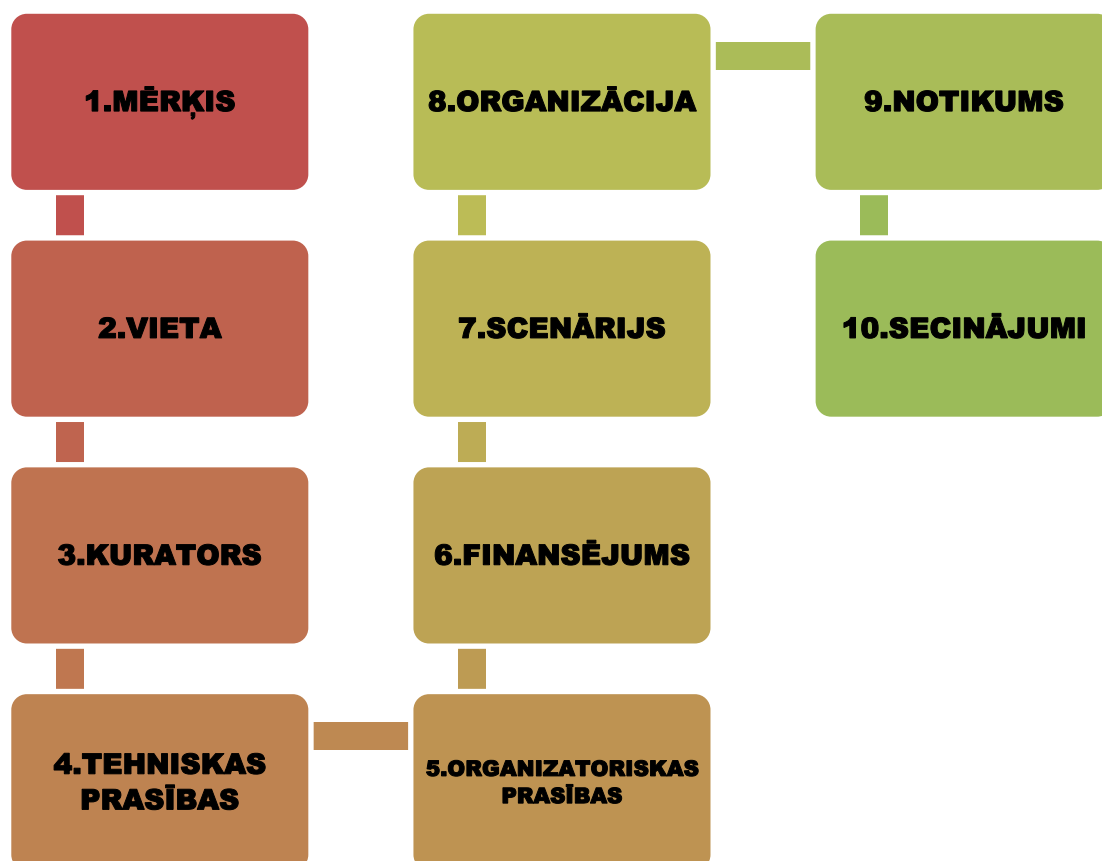 1.MĒRĶIS
2.VIETA
3.KURATORS
4.TEHNISKAS
PRASĪBAS
5.ORGANIZATORISKAS
PRASĪBAS
6.FINANSĒJUMS
7.SCENĀRIJS
8.ORGANIZĀCIJA
9.NOTIKUMS
10.SECINĀJUMI